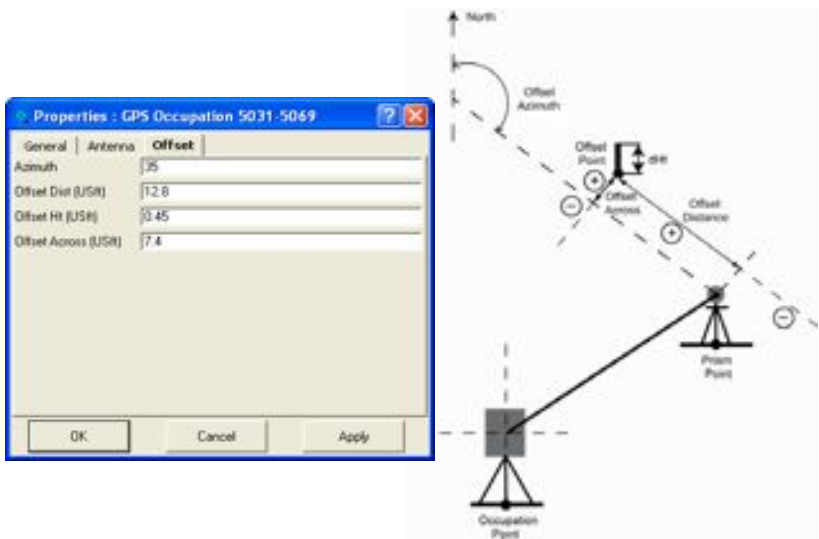 Properties : GPS Occupation 5031-5069
General Antenna Offset
Azimuth 35
Offset Dist (USft) 12.8
Offset Ht (USft) 0.45
Offset Across (USft) 7.4
OK Cancel Apply
North
Offset
Azimuth
Offset
Point
dHt
Offset
Across
Offset
Distance
Prism
Point
Occupation
Point